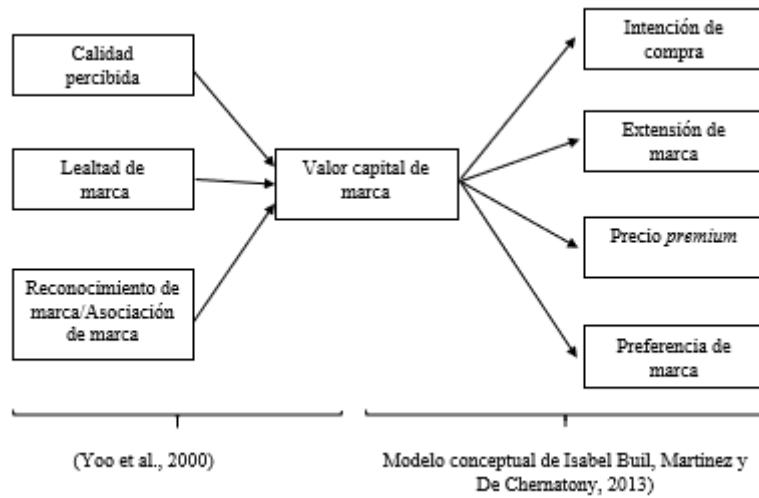 Calidad
percibida
Lealtad de
marca
Reconocimiento de
marca/Asociación
de marca
Valor capital de
marca
Intención de
compra
Extensión de
marca
Precio premium
Preferencia de
marca
(Yoo et al., 2000)
Modelo conceptual de Isabel Buil, Martinez y
De Chernatony, 2013)